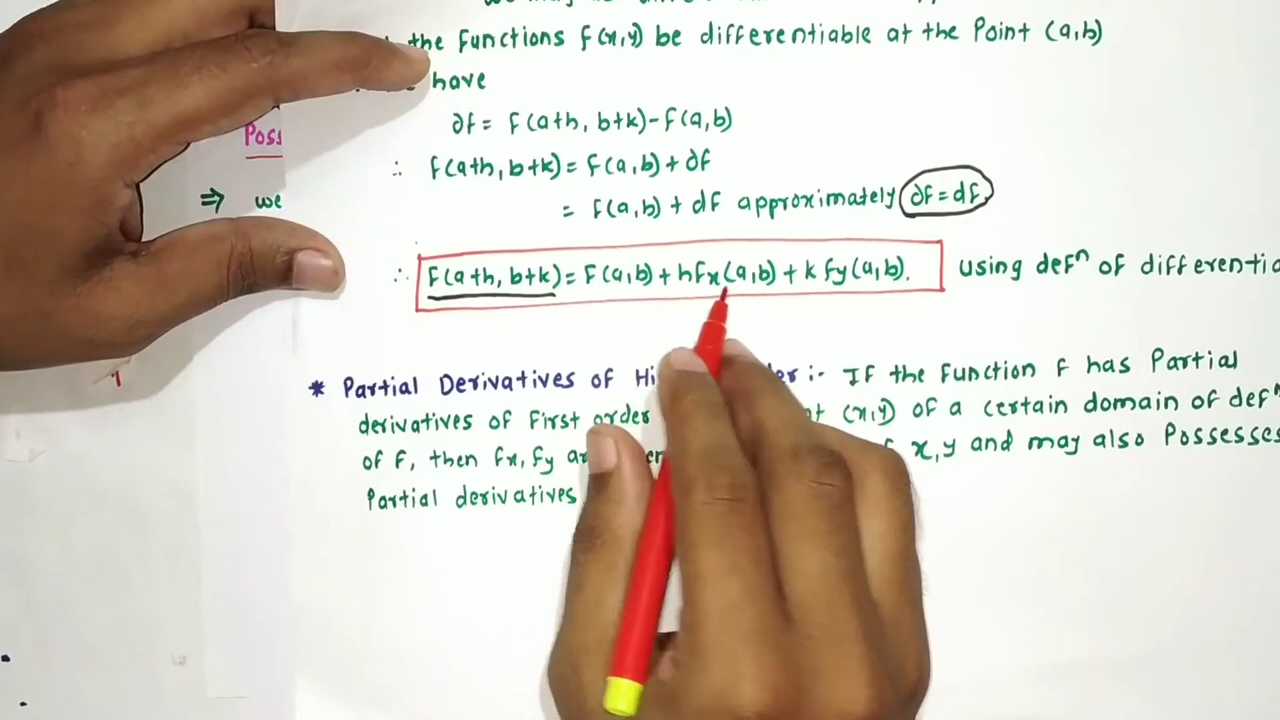 the Functions f(x,y) be differentiable at the Point (a,b)
have
∂f = f(a+h, b+k)-f(a,b)
Poss
∴ f(a+h, b+k) = f(a,b) + ∂f
⇒ we
= f(a,b) + df approximately ∂f = df.
∴ f(a+h, b+k) = f(a,b) + hfx(a,b) + k fy(a,b). using defⁿ of differentia
* Partial Derivatives of Hi :- If the function f has Partial
derivatives of First order (x,y) of a certain domain of defⁿ
of f, then fx, fy x,y and may also Possesses
Partial derivatives